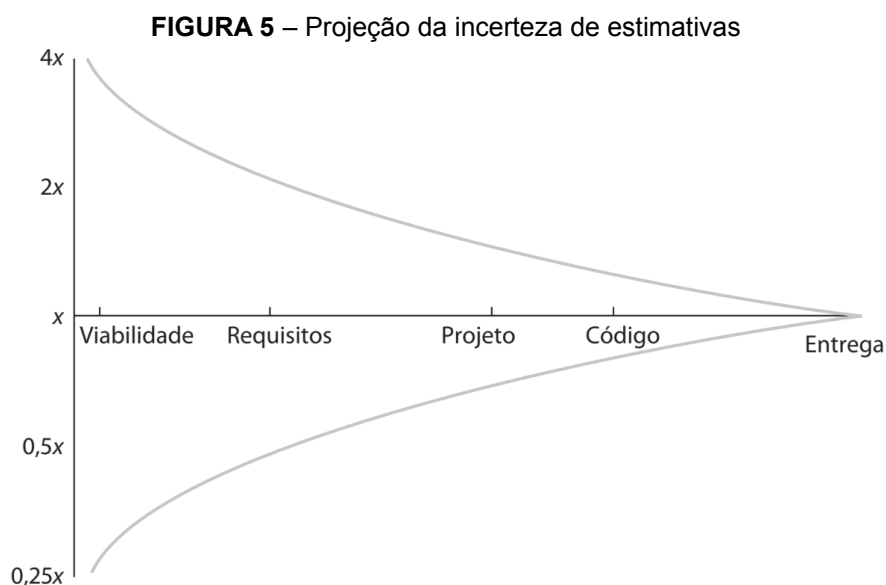 FIGURA 5 – Projeção da incerteza de estimativas
4x
2x
x
Viabilidade Requisitos Projeto Código Entrega
0,5x
0,25x